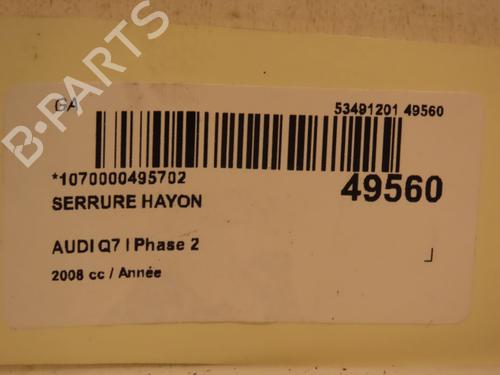 GA
53491201 49560
B-PARTS
*1070000495702
49560
SERRURE HAYON
AUDI Q7 I Phase 2
2008 cc / Année